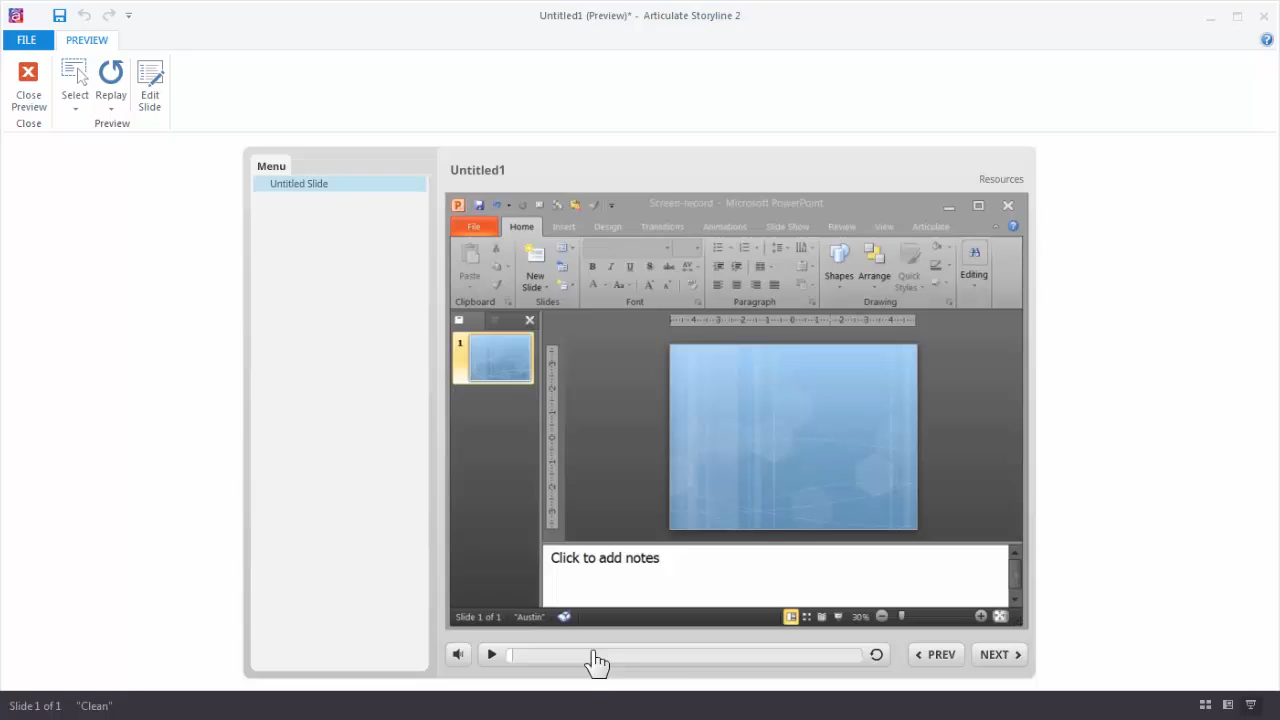 Untitled1 (Preview)* - Articulate Storyline 2
FILE
PREVIEW
Close
Preview
Select
Replay
Edit
Slide
Close
Preview
Menu
Untitled Slide
Untitled1
Resources
Screen-record - Microsoft PowerPoint
File
Home
Insert
Design
Transitions
Animations
Slide Show
Review
View
Articulate
Paste
New
Slide
Shapes
Arrange
Quick
Styles
Editing
Clipboard
Slides
Font
Paragraph
Drawing
1
Click to add notes
Slide 1 of 1
"Austin"
30%
PREV
NEXT
Slide 1 of 1
"Clean"